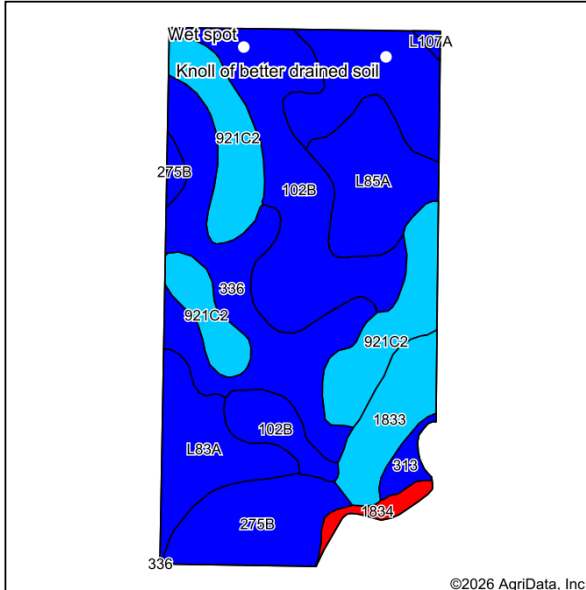 Wet spot
L107A
Knoll of better drained soil
921C2
275B
102B
L85A
336
921C2
921C2
1833
102B
L83A
313
1834
275B
336
©2026 AgriData, Inc